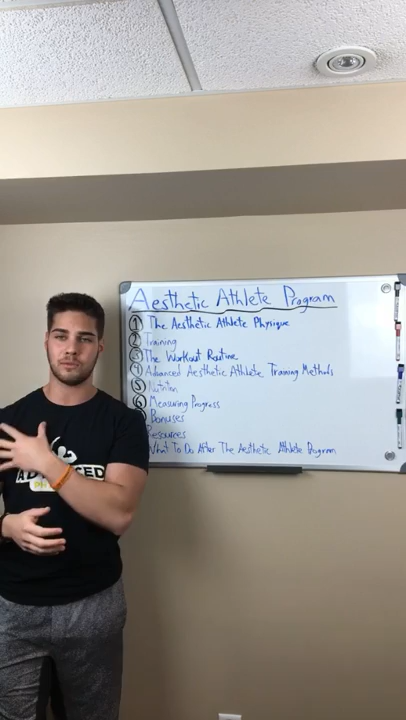 Aesthetic Athlete Program
1 The Aesthetic Athlete Physique
2 Training
3 The Workout Routine
4 Advanced Aesthetic Athlete Training Methods
5 Nutrition
6 Measuring Progress
Bonuses
Resources
What To Do After The Aesthetic Athlete Program